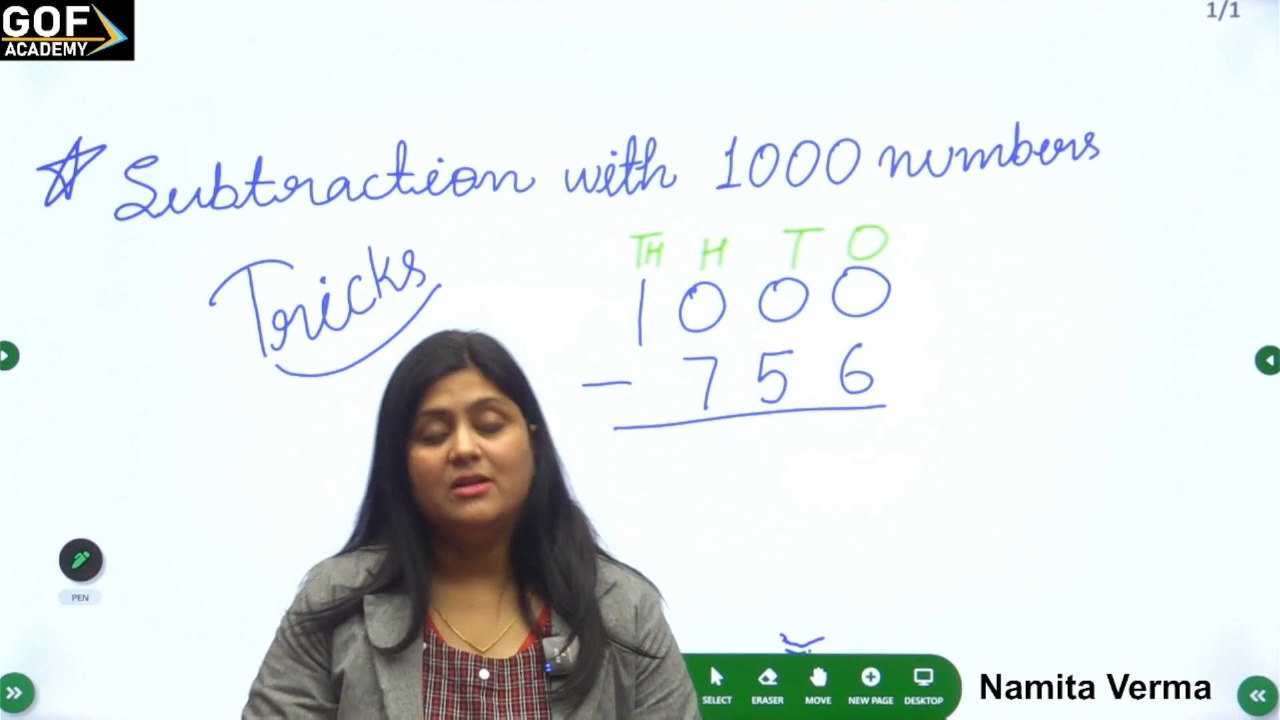 GOF
ACADEMY
1/1
☆ Subtraction with 1000 numbers
Tricks
TH H T O
1 0 0 0
— 7 5 6
PEN
SELECT ERASER MOVE NEW PAGE DESKTOP
Namita Verma